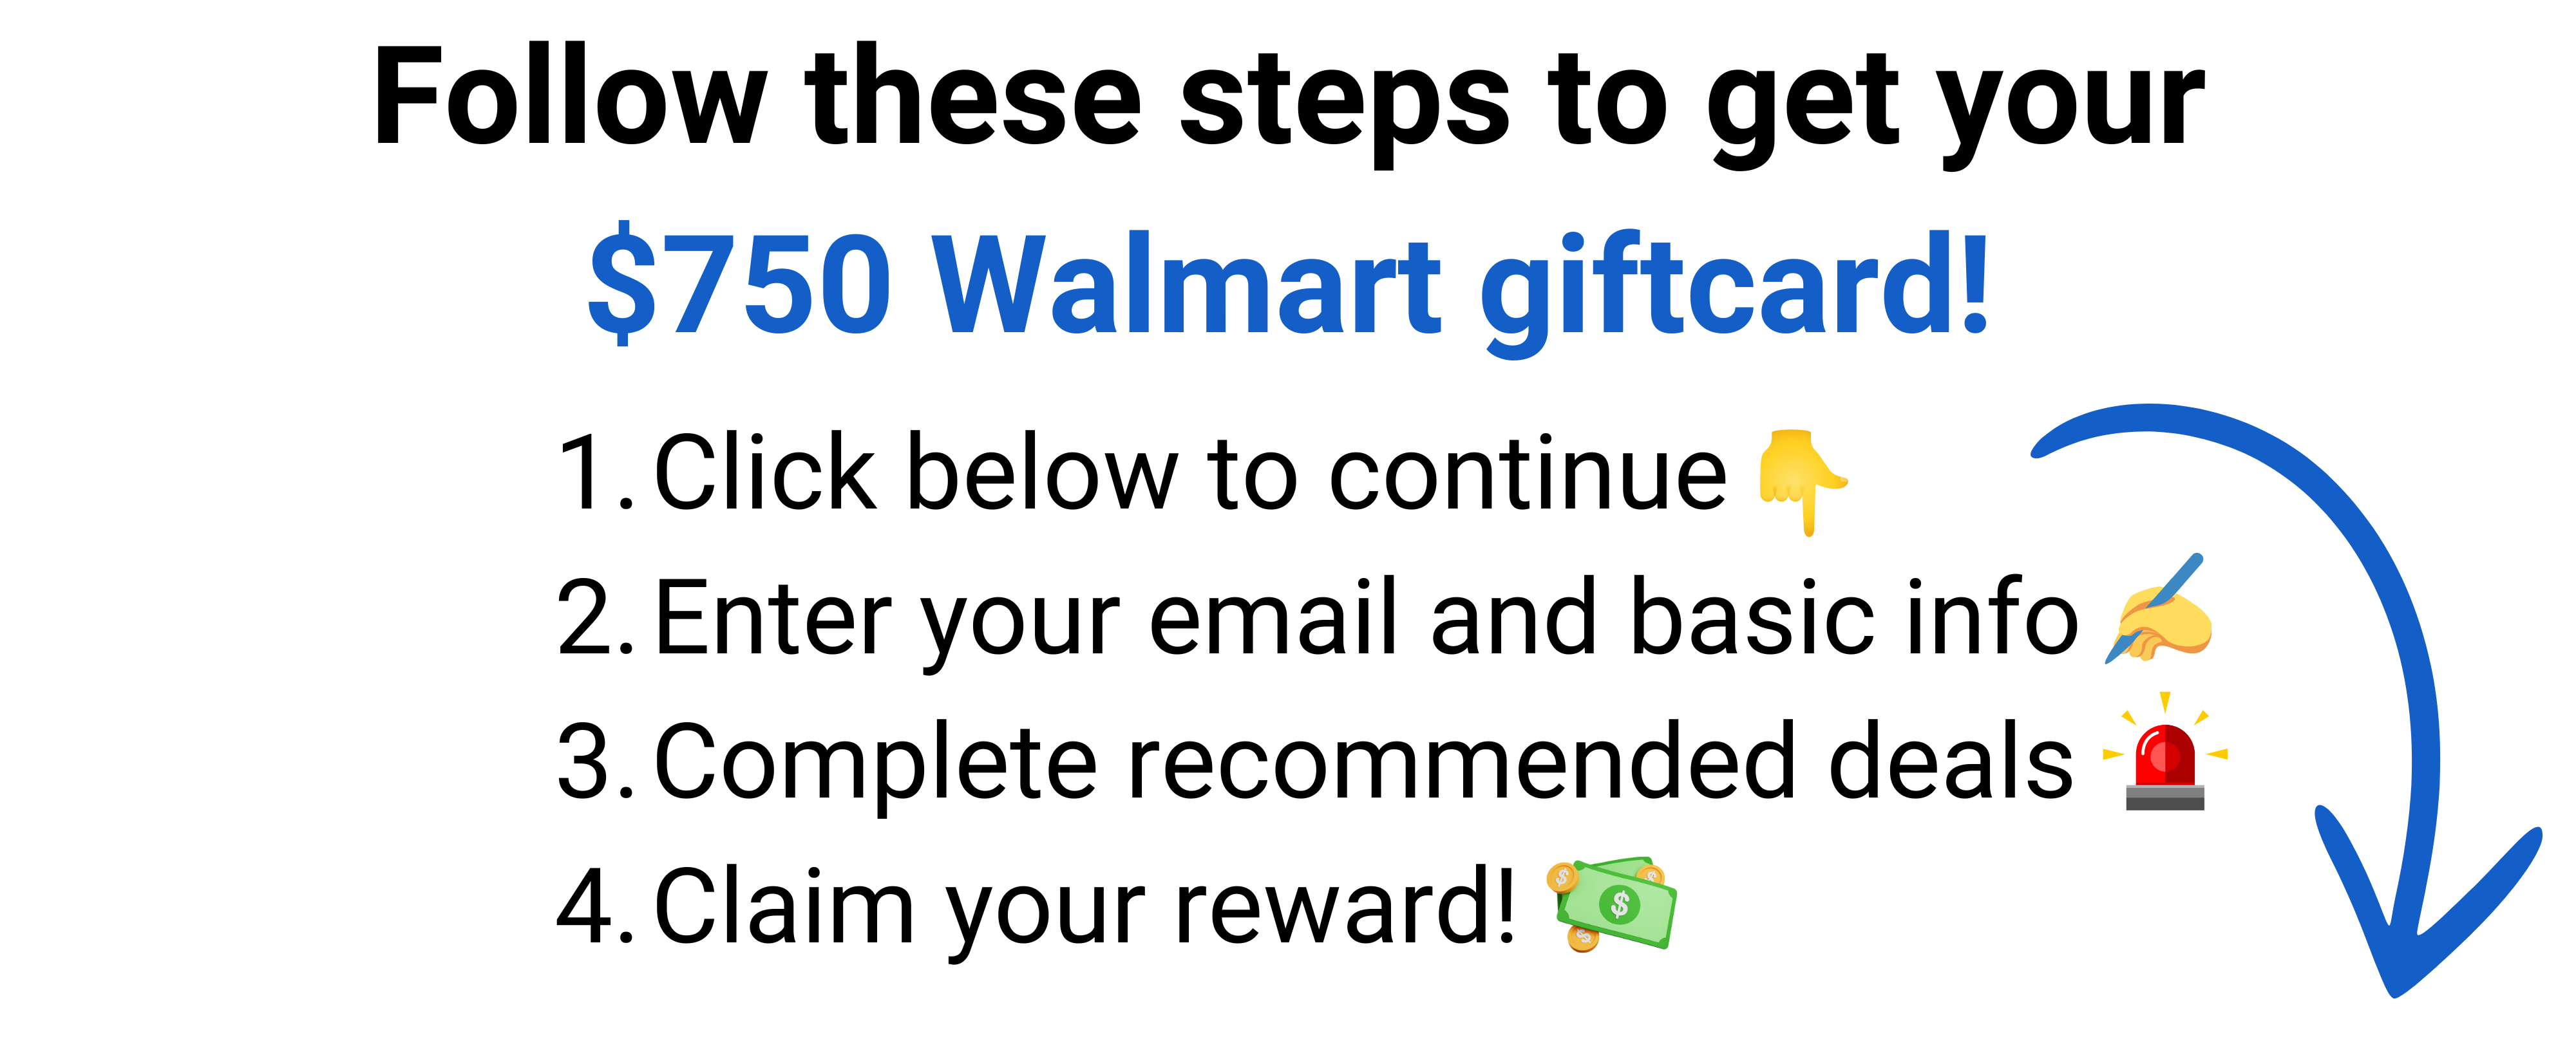 Follow these steps to get your
$750 Walmart giftcard!
1. Click below to continue
2. Enter your email and basic info
3. Complete recommended deals
4. Claim your reward!